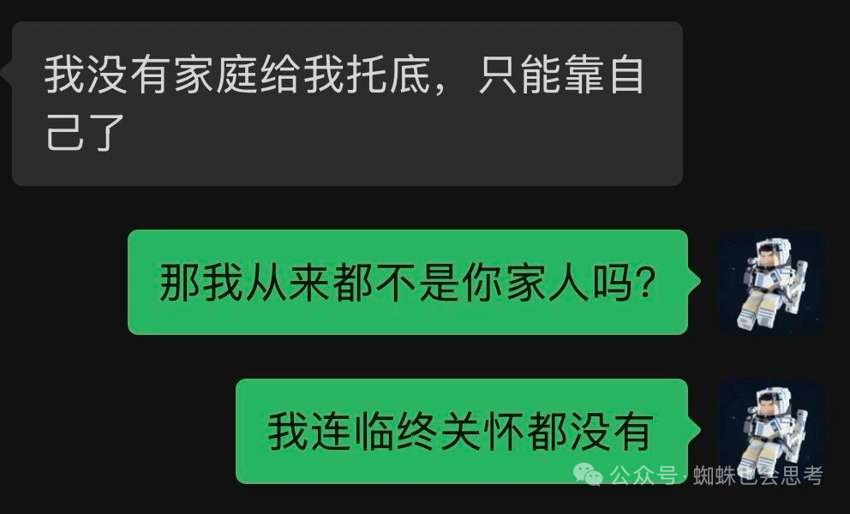 我没有家庭给我托底，只能靠自
己了
那我从来都不是你家人吗？
我连临终关怀都没有
公众号·蜘蛛也会思考